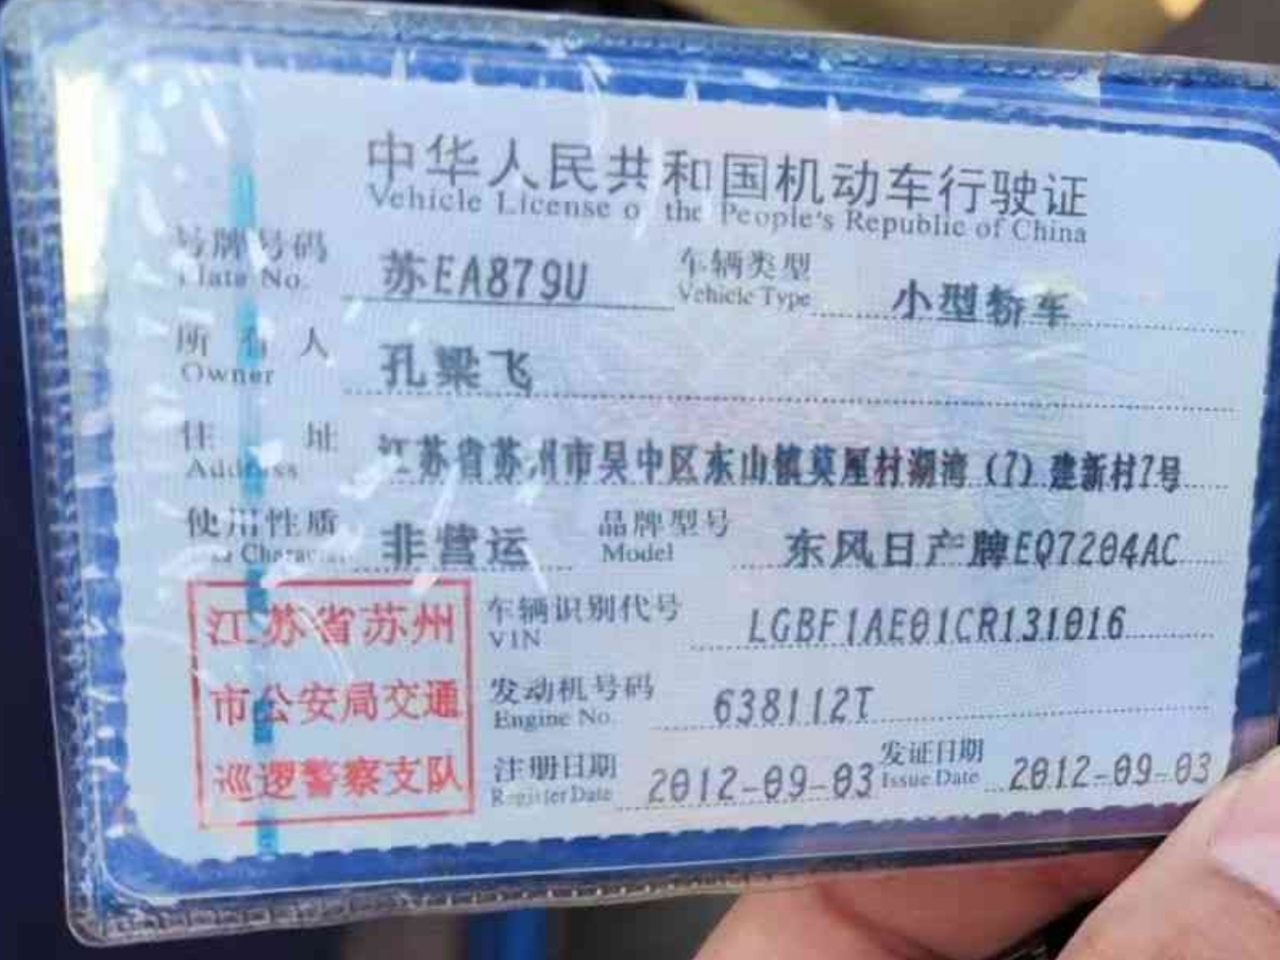 中华人民共和国机动车行驶证
Vehicle License of the People's Republic of China
号牌号码 苏EA879U 车辆类型 小型轿车
Plate No. Vehicle Type
所有人 孔梁飞
Owner
住址 江苏省苏州市吴中区东山镇莫厘村湖湾（7）建新村7号
Address
使用性质 非营运 品牌型号 东风日产牌EQ7204AC
Character Model
江苏省苏州
市公安局交通
巡逻警察支队
车辆识别代号 LGBF1AE01CR131016
VIN
发动机号码 638112T
Engine No.
注册日期 2012-09-03 发证日期 2012-09-03
Register Date Issue Date